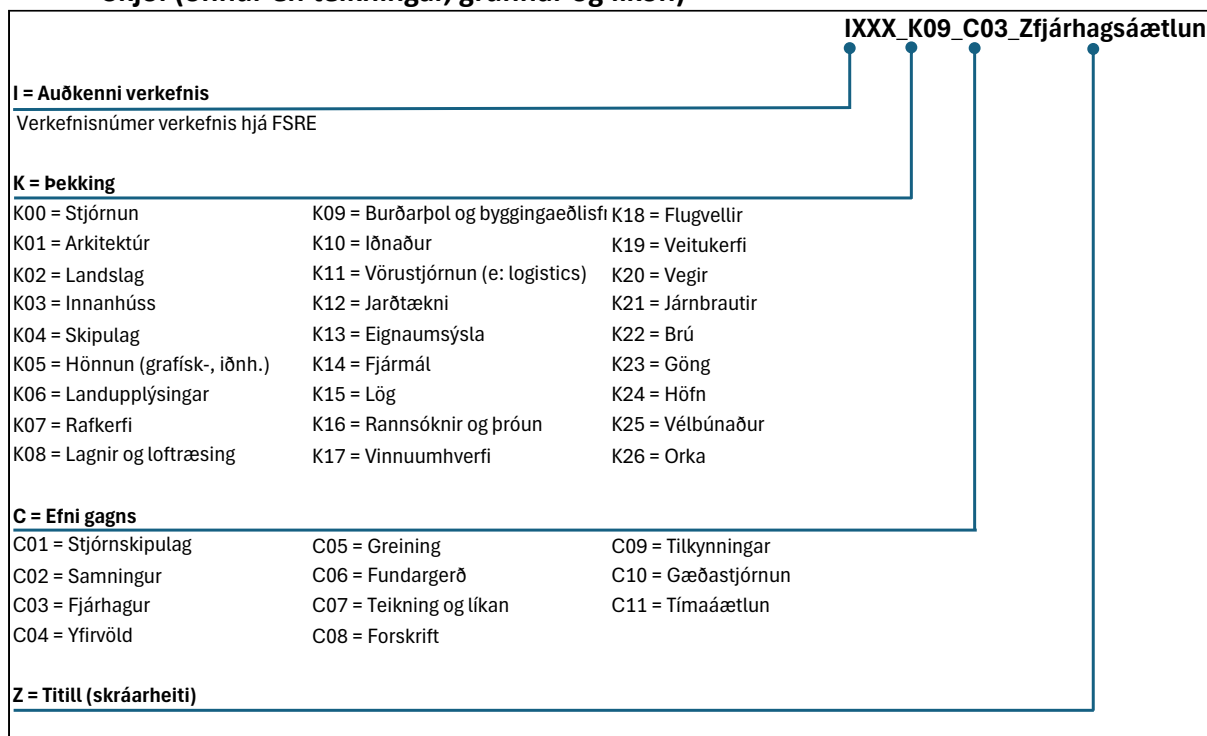 IXXX_K09_C03_Zfjárhagsáætlun
I = Auðkenni verkefnis
Verkefnisnúmer verkefnis hjá FSRE
K = Þekking
K00 = Stjórnun
K01 = Arkitektúr
K02 = Landslag
K03 = Innanhúss
K04 = Skipulag
K05 = Hönnun (grafísk-, iðnh.)
K06 = Landupplýsingar
K07 = Rafkerfi
K08 = Lagnir og loftræsing
K09 = Burðarþol og byggingaeðlisfr
K10 = Iðnaður
K11 = Vörustjórnun (e: logistics)
K12 = Jarðtækni
K13 = Eignaumsýsla
K14 = Fjármál
K15 = Lög
K16 = Rannsóknir og þróun
K17 = Vinnuumhverfi
K18 = Flugvellir
K19 = Veitukerfi
K20 = Vegir
K21 = Járnbrautir
K22 = Brú
K23 = Göng
K24 = Höfn
K25 = Vélbúnaður
K26 = Orka
C = Efni gagns
C01 = Stjórnskipulag
C02 = Samningur
C03 = Fjárhagur
C04 = Yfirvöld
C05 = Greining
C06 = Fundargerð
C07 = Teikning og líkan
C08 = Forskrift
C09 = Tilkynningar
C10 = Gæðastjórnun
C11 = Tímaáætlun
Z = Titill (skráarheiti)